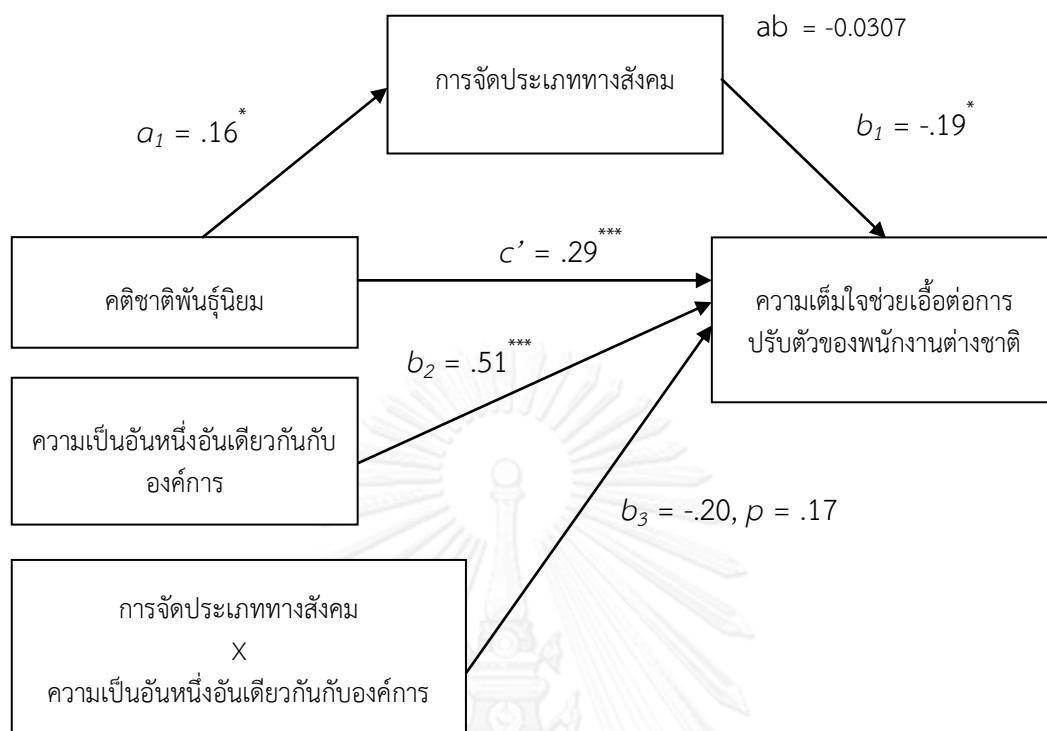 ab = -0.0307
การจัดประเภททางสังคม
a₁ = .16*
b₁ = -.19*
c’ = .29***
คติชาติพันธุ์นิยม
ความเต็มใจช่วยเอื้อต่อการ
ปรับตัวของพนักงานต่างชาติ
b₂ = .51***
ความเป็นอันหนึ่งอันเดียวกันกับ
องค์การ
b₃ = -.20, p = .17
การจัดประเภททางสังคม
X
ความเป็นอันหนึ่งอันเดียวกันกับองค์การ